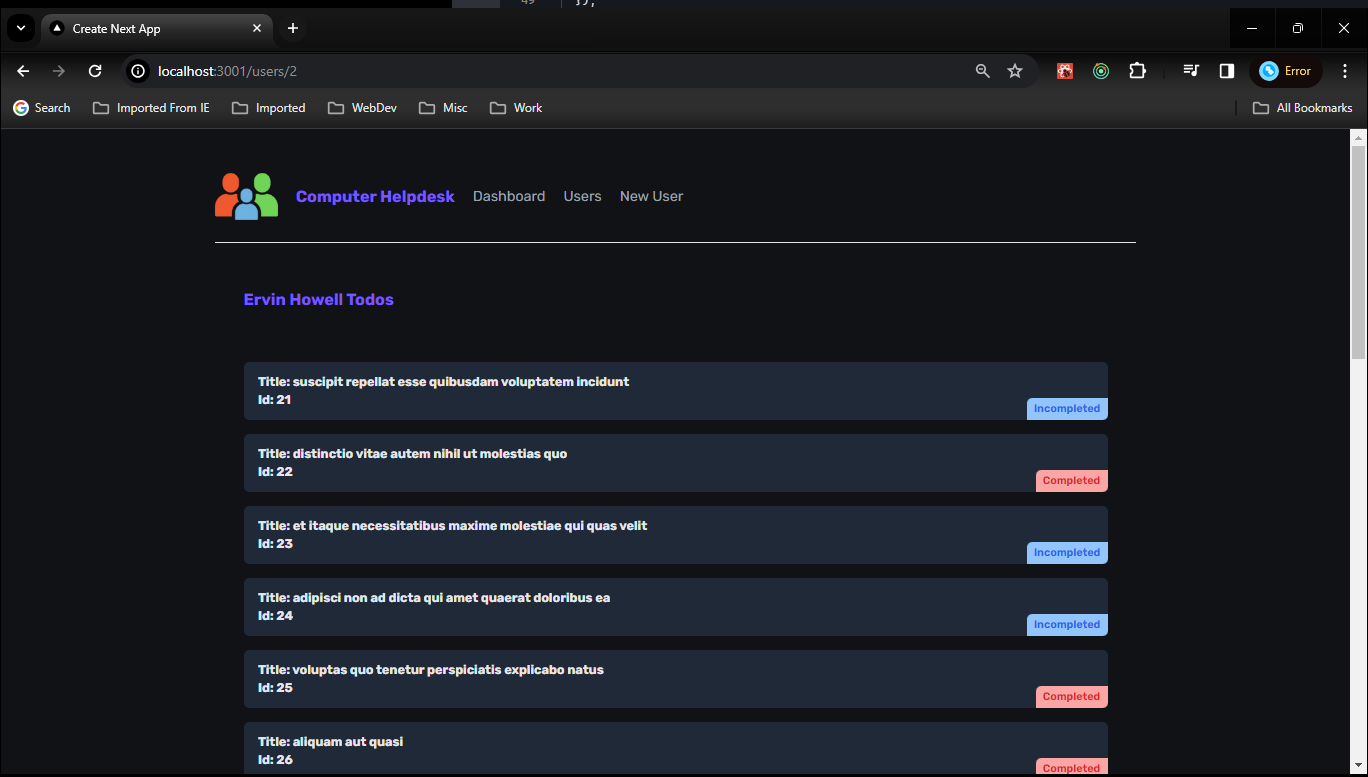 49 });
Create Next App
localhost:3001/users/2
Error
Search Imported From IE Imported WebDev Misc Work All Bookmarks
Computer Helpdesk Dashboard Users New User
Ervin Howell Todos
Title: suscipit repellat esse quibusdam voluptatem incidunt
Id: 21
Incompleted
Title: distinctio vitae autem nihil ut molestias quo
Id: 22
Completed
Title: et itaque necessitatibus maxime molestiae qui quas velit
Id: 23
Incompleted
Title: adipisci non ad dicta qui amet quaerat doloribus ea
Id: 24
Incompleted
Title: voluptas quo tenetur perspiciatis explicabo natus
Id: 25
Completed
Title: aliquam aut quasi
Id: 26
Completed